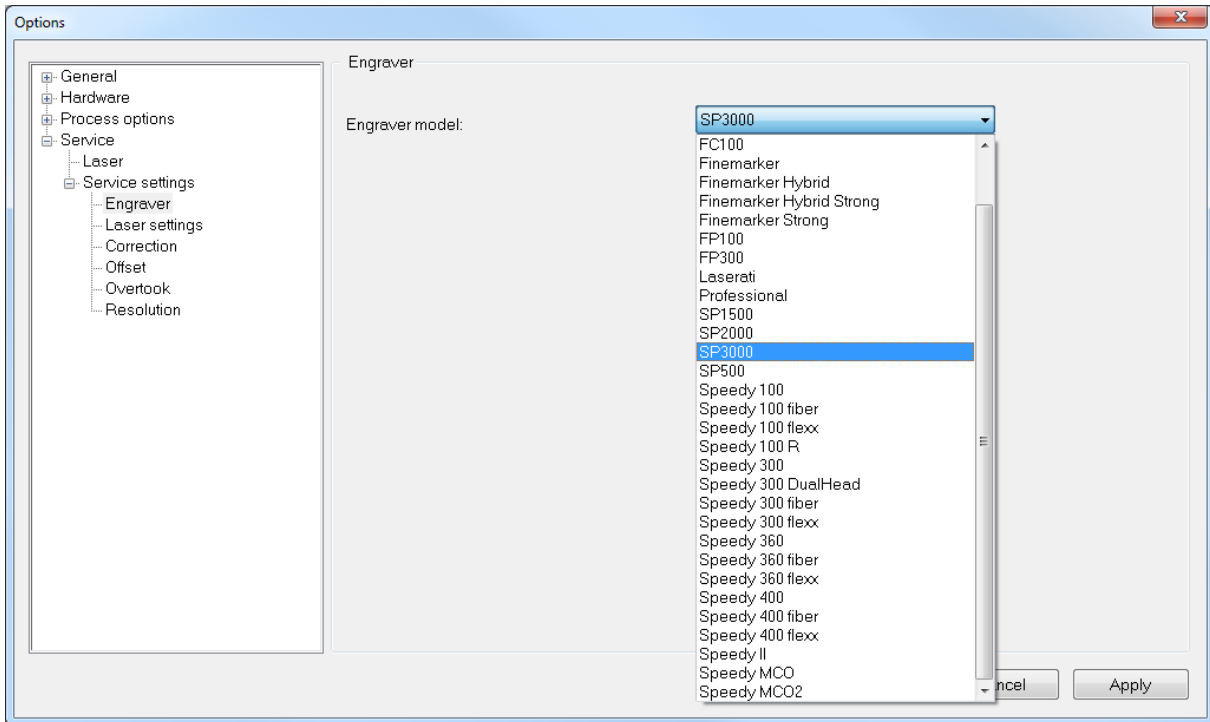 Options
General
Hardware
Process options
Service
Laser
Service settings
Engraver
Laser settings
Correction
Offset
Overtook
Resolution
Engraver
Engraver model:
SP3000
FC100
Finemarker
Finemarker Hybrid
Finemarker Hybrid Strong
Finemarker Strong
FP100
FP300
Laserati
Professional
SP1500
SP2000
SP3000
SP500
Speedy 100
Speedy 100 fiber
Speedy 100 flexx
Speedy 100 R
Speedy 300
Speedy 300 DualHead
Speedy 300 fiber
Speedy 300 flexx
Speedy 360
Speedy 360 fiber
Speedy 360 flexx
Speedy 400
Speedy 400 fiber
Speedy 400 flexx
Speedy II
Speedy MCO
Speedy MCO2
ncel
Apply